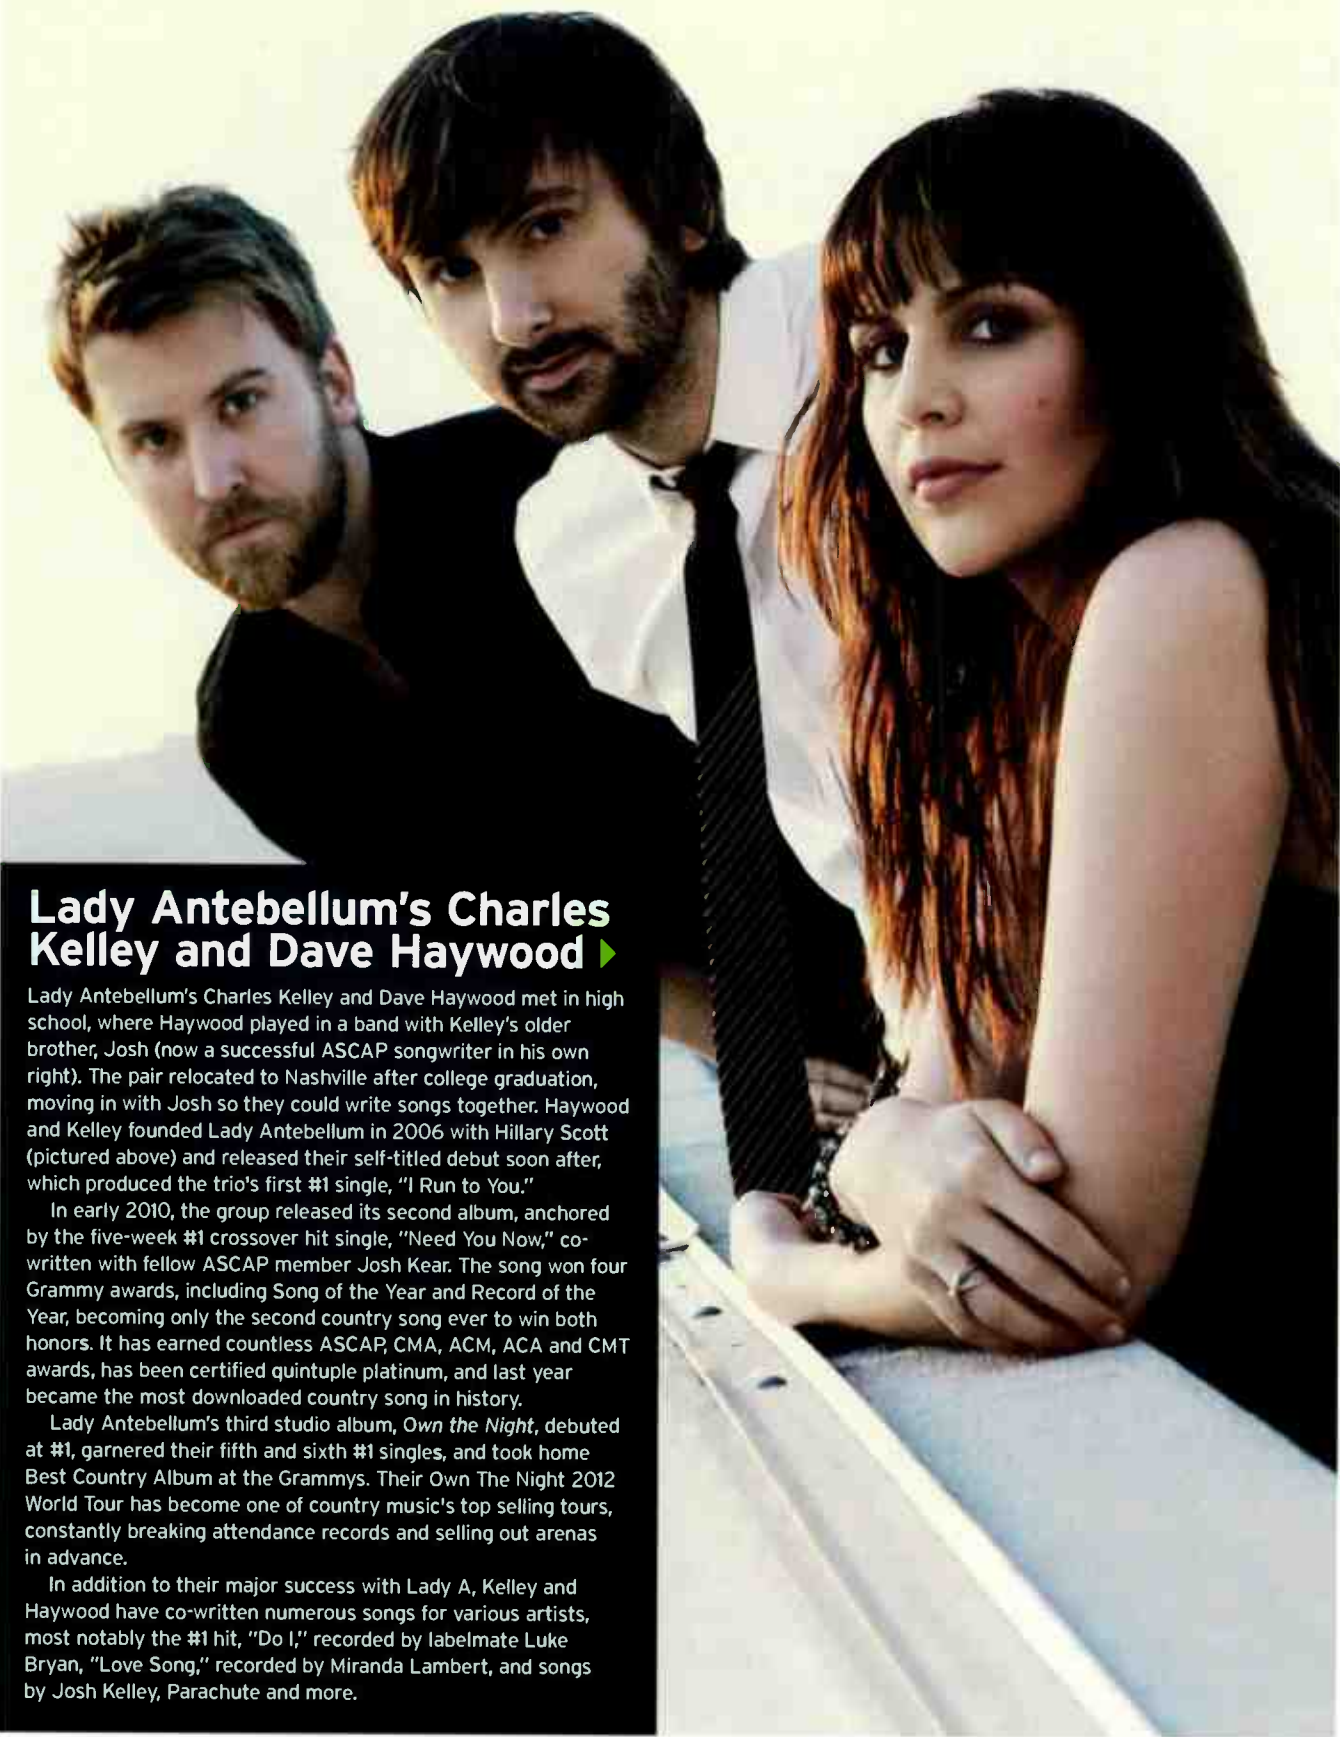 Lady Antebellum's Charles
Kelley and Dave Haywood
Lady Antebellum's Charles Kelley and Dave Haywood met in high
school, where Haywood played in a band with Kelley's older
brother, Josh (now a successful ASCAP songwriter in his own
right). The pair relocated to Nashville after college graduation,
moving in with Josh so they could write songs together. Haywood
and Kelley founded Lady Antebellum in 2006 with Hillary Scott
(pictured above) and released their self-titled debut soon after,
which produced the trio's first #1 single, "I Run to You."
In early 2010, the group released its second album, anchored
by the five-week #1 crossover hit single, "Need You Now," co-
written with fellow ASCAP member Josh Kear. The song won four
Grammy awards, including Song of the Year and Record of the
Year, becoming only the second country song ever to win both
honors. It has earned countless ASCAP, CMA, ACM, ACA and CMT
awards, has been certified quintuple platinum, and last year
became the most downloaded country song in history.
Lady Antebellum's third studio album, Own the Night, debuted
at #1, garnered their fifth and sixth #1 singles, and took home
Best Country Album at the Grammys. Their Own The Night 2012
World Tour has become one of country music's top selling tours,
constantly breaking attendance records and selling out arenas
in advance.
In addition to their major success with Lady A, Kelley and
Haywood have co-written numerous songs for various artists,
most notably the #1 hit, "Do I," recorded by labelmate Luke
Bryan, "Love Song," recorded by Miranda Lambert, and songs
by Josh Kelley, Parachute and more.